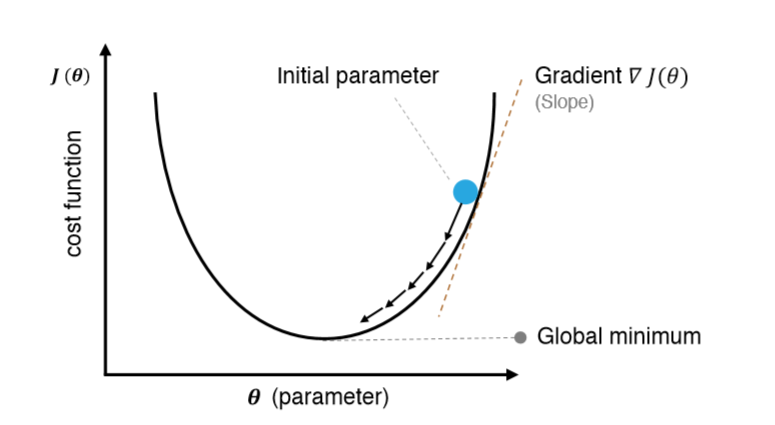 J (θ)
Initial parameter
Gradient ∇ J(θ)
(Slope)
cost function
Global minimum
θ (parameter)